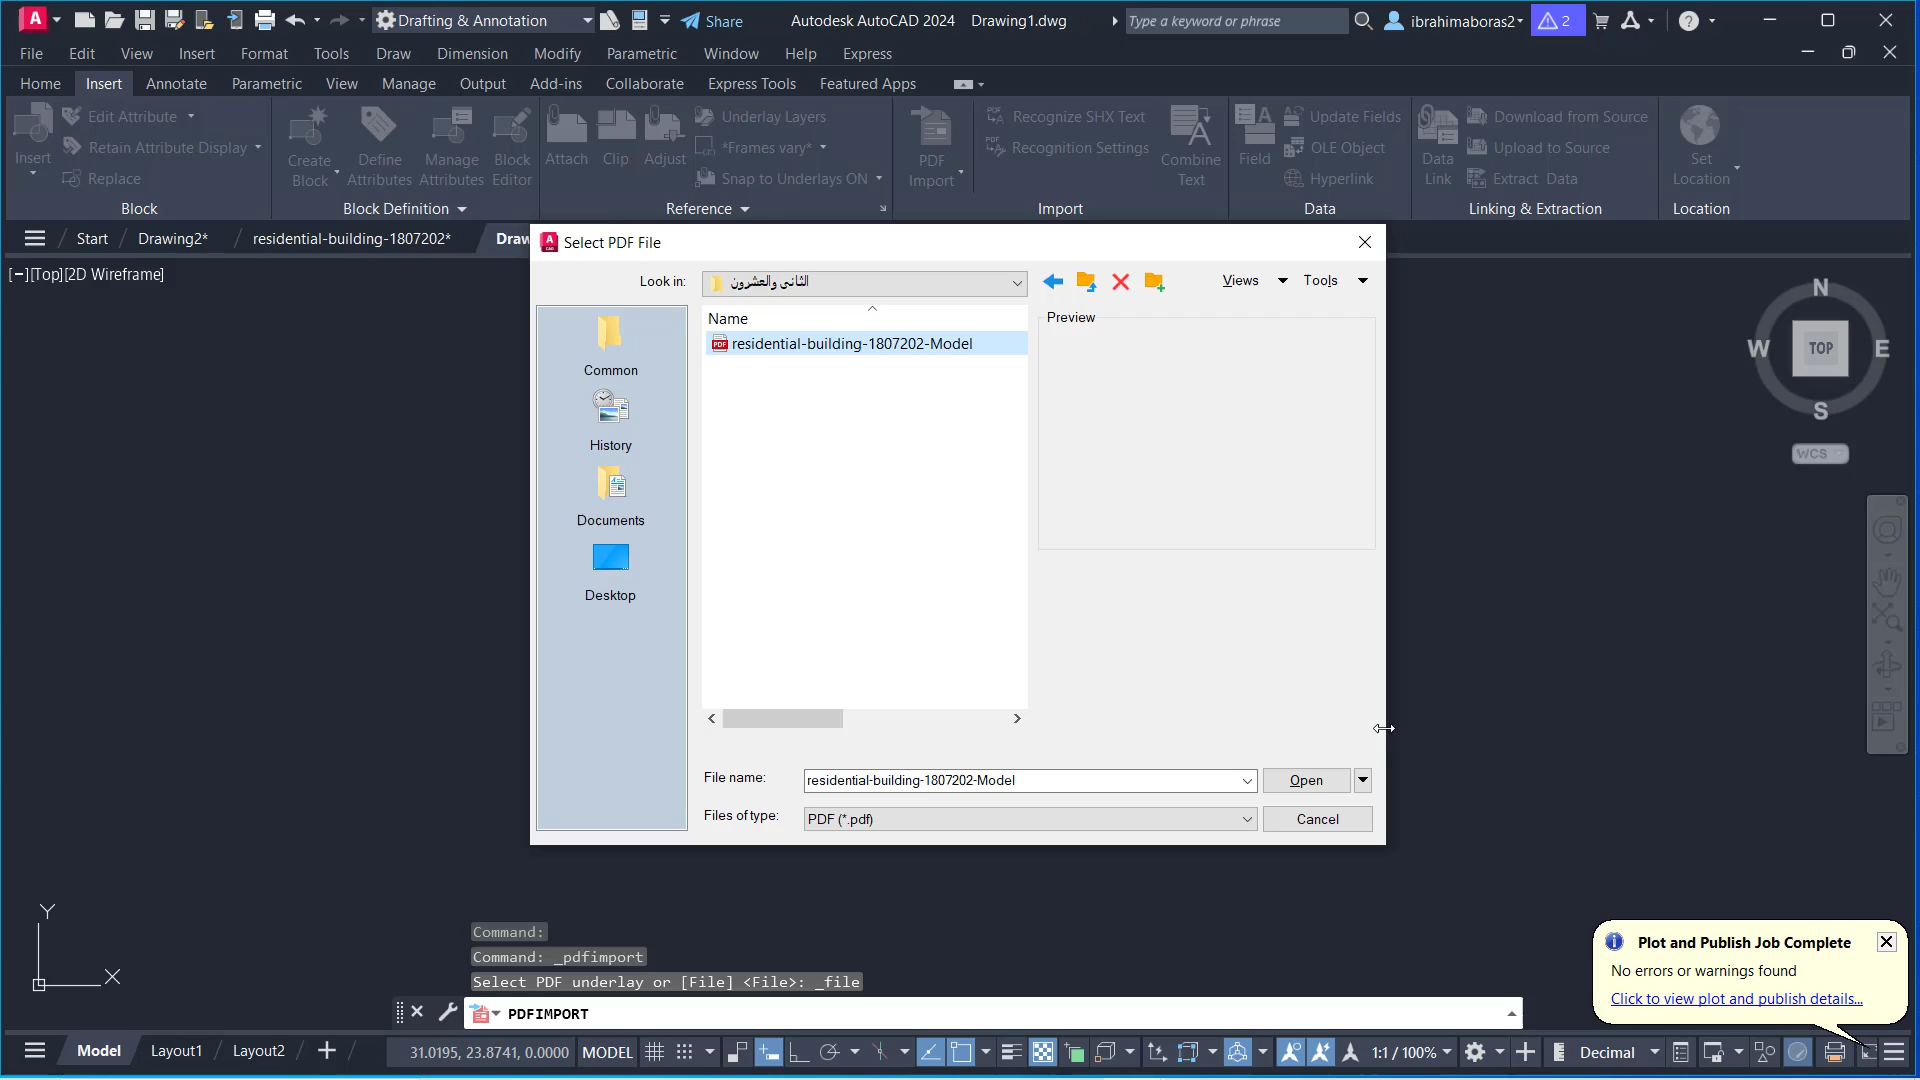 Drafting & Annotation Share Autodesk AutoCAD 2024 Drawing1.dwg Type a keyword or phrase ibrahimaboras2 2
File Edit View Insert Format Tools Draw Dimension Modify Parametric Window Help Express
Home Insert Annotate Parametric View Manage Output Add-ins Collaborate Express Tools Featured Apps
Edit Attribute
Retain Attribute Display
Replace
Insert
Block
Create Block
Define Attributes
Manage Attributes
Block Editor
Block Definition
Attach Clip Adjust
Underlay Layers
*Frames vary*
Snap to Underlays ON
Reference
PDF Import
Recognize SHX Text
Recognition Settings
Combine Text
Import
Field
Update Fields
OLE Object
Hyperlink
Data
Data Link
Download from Source
Upload to Source
Extract Data
Linking & Extraction
Set Location
Location
Start Drawing2* residential-building-1807202* Draw
[−][Top][2D Wireframe]
Select PDF File
Look in: الثاني والعشرون
Views Tools
Name
residential-building-1807202-Model
Preview
Common
History
Documents
Desktop
File name: residential-building-1807202-Model Open
Files of type: PDF (*.pdf) Cancel
N
W TOP E
S
WCS
Y
X
Command:
Command: _pdfimport
Select PDF underlay or [File] <File>: _file
PDFIMPORT
Plot and Publish Job Complete
No errors or warnings found
Click to view plot and publish details...
Model Layout1 Layout2 31.0195, 23.8741, 0.0000 MODEL 1:1 / 100% Decimal